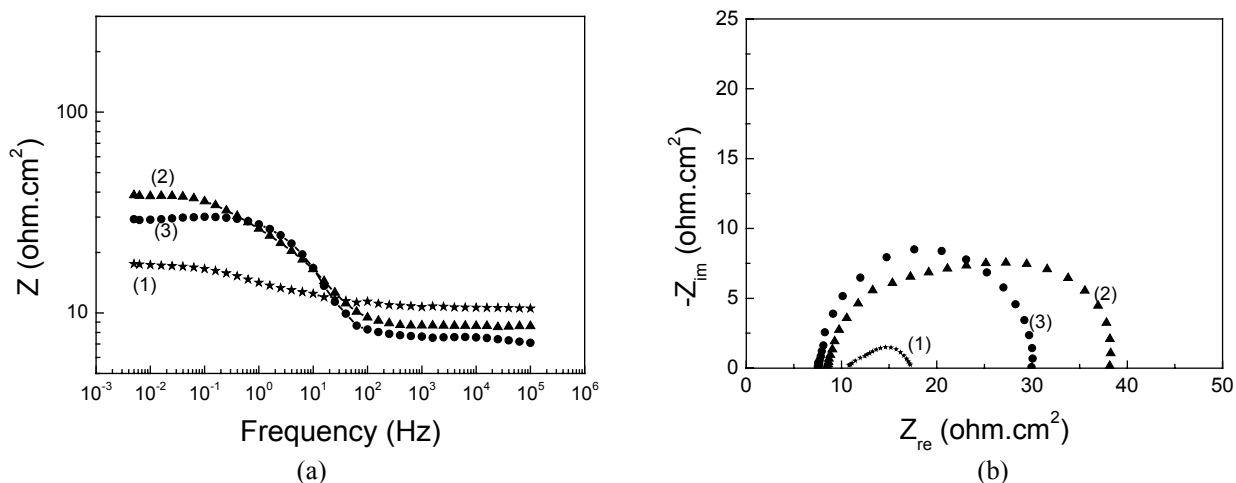 100
10
Z (ohm.cm²)
(2)
(3)
(1)
10⁻³ 10⁻² 10⁻¹ 10⁰ 10¹ 10² 10³ 10⁴ 10⁵ 10⁶
Frequency (Hz)
(a)
25
20
15
10
5
0
-Z_im (ohm.cm²)
(1)
(3)
(2)
0 10 20 30 40 50
Z_re (ohm.cm²)
(b)